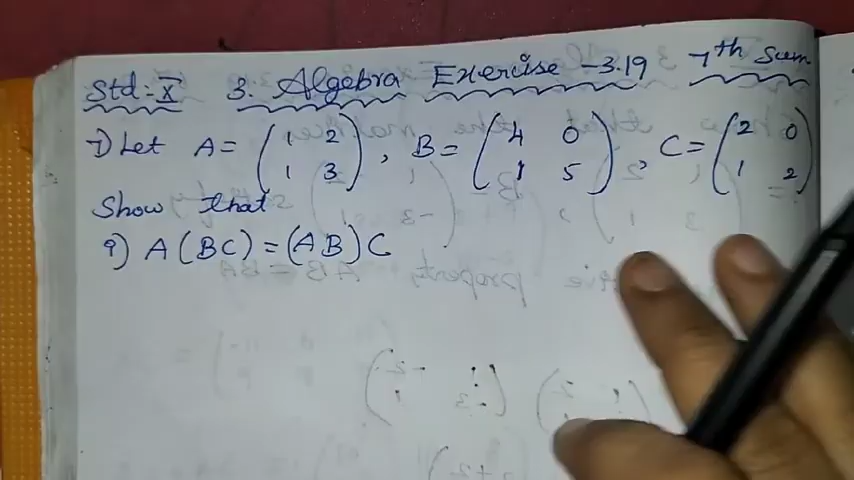 Std:- X 3. Algebra Exercise -3.19 7th Sum
7) Let A = ( 1 2 ) , B = ( 4 0 ) , C = ( 2 0 )
( 1 3 ) ( 1 5 ) ( 1 2 )
Show that
i) A (BC) = (AB) C